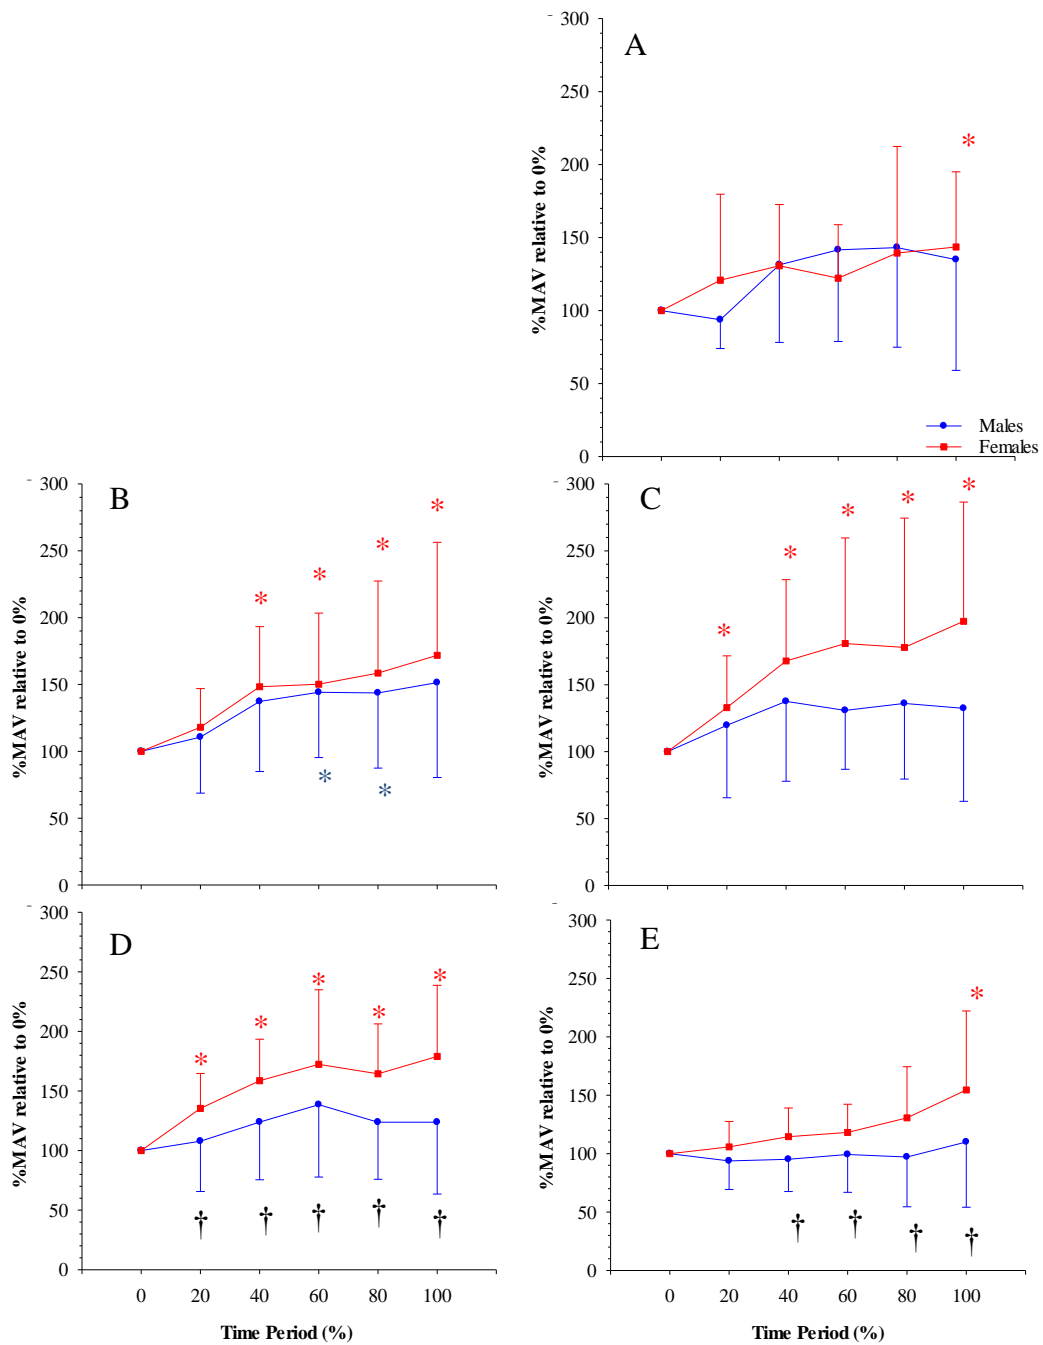 A
300
250
200
150
100
50
0
%MAV relative to 0%
*
Males
Females
B
300
250
200
150
100
50
0
%MAV relative to 0%
* * * *
* *
C
300
250
200
150
100
50
0
%MAV relative to 0%
* * * * *
D
300
250
200
150
100
50
0
%MAV relative to 0%
* * * * *
† † † † †
0 20 40 60 80 100
Time Period (%)
E
300
250
200
150
100
50
0
%MAV relative to 0%
*
† † † †
0 20 40 60 80 100
Time Period (%)